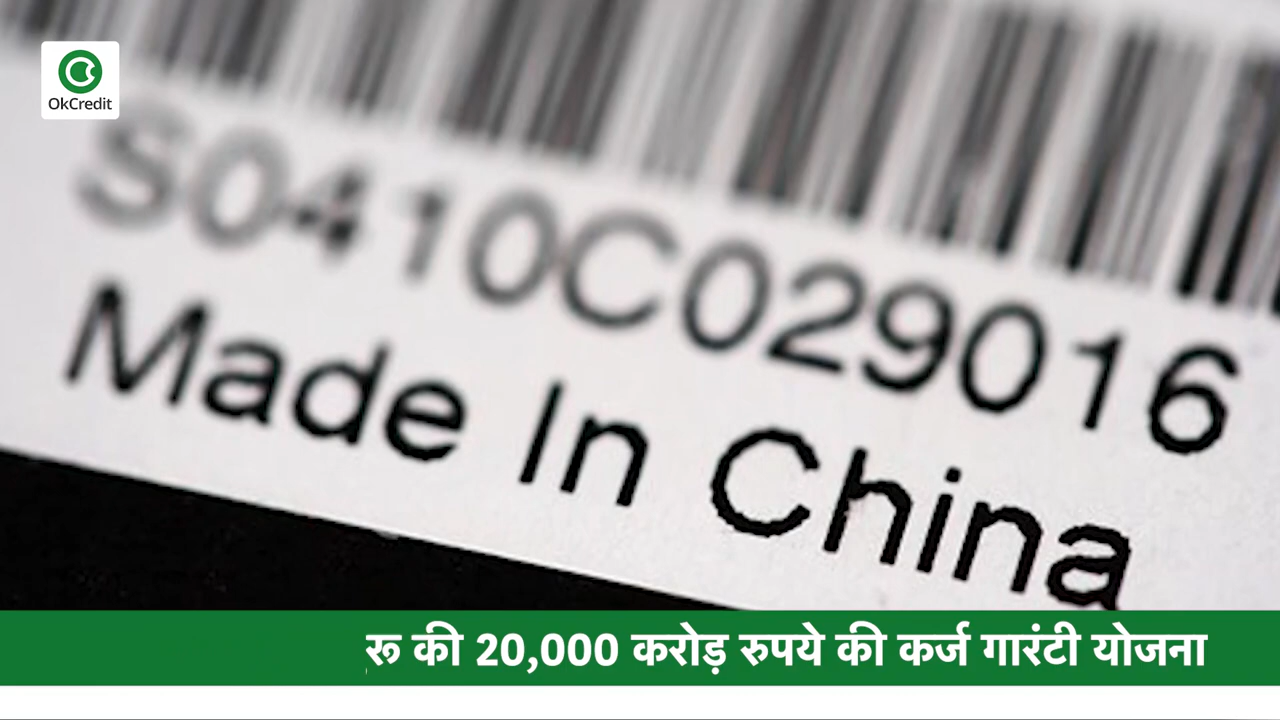 OkCredit
S0410C029016
Made In China
रू की 20,000 करोड़ रुपये की कर्ज गारंटी योजना